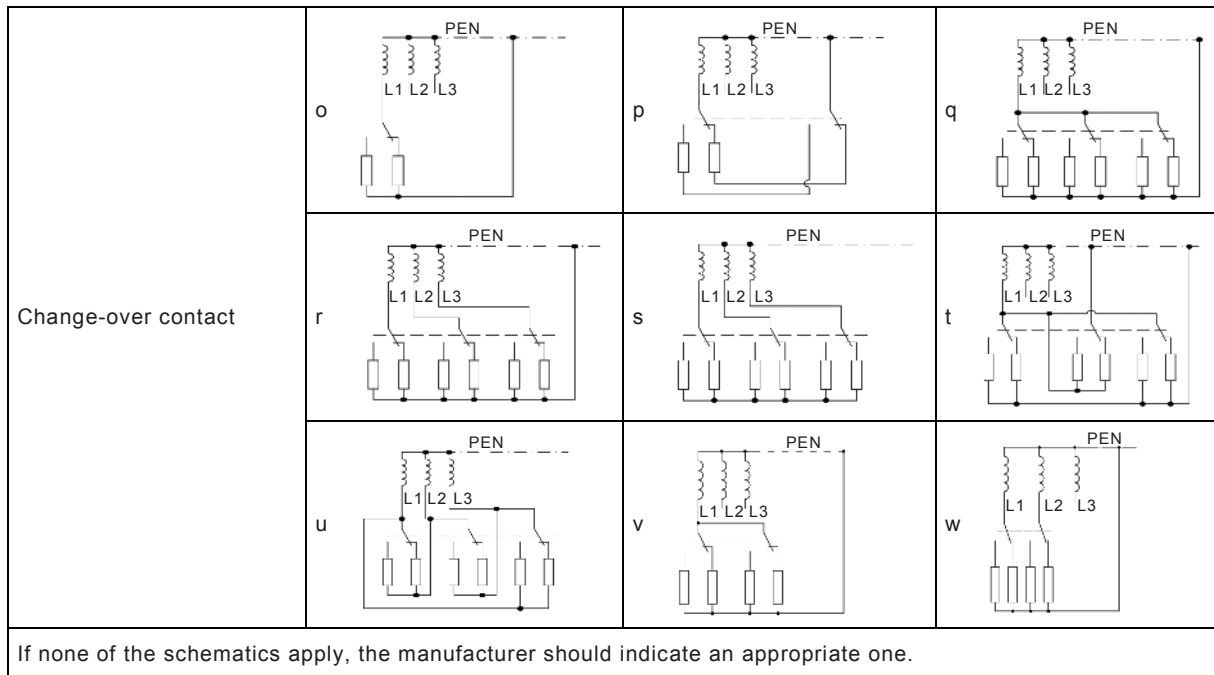 Change-over contact
o
PEN
L1 L2 L3
p
PEN
L1 L2 L3
q
PEN
L1 L2 L3
r
PEN
L1 L2 L3
s
PEN
L1 L2 L3
t
PEN
L1 L2 L3
u
PEN
L1 L2 L3
v
PEN
L1 L2 L3
w
PEN
L1 L2 L3
If none of the schematics apply, the manufacturer should indicate an appropriate one.